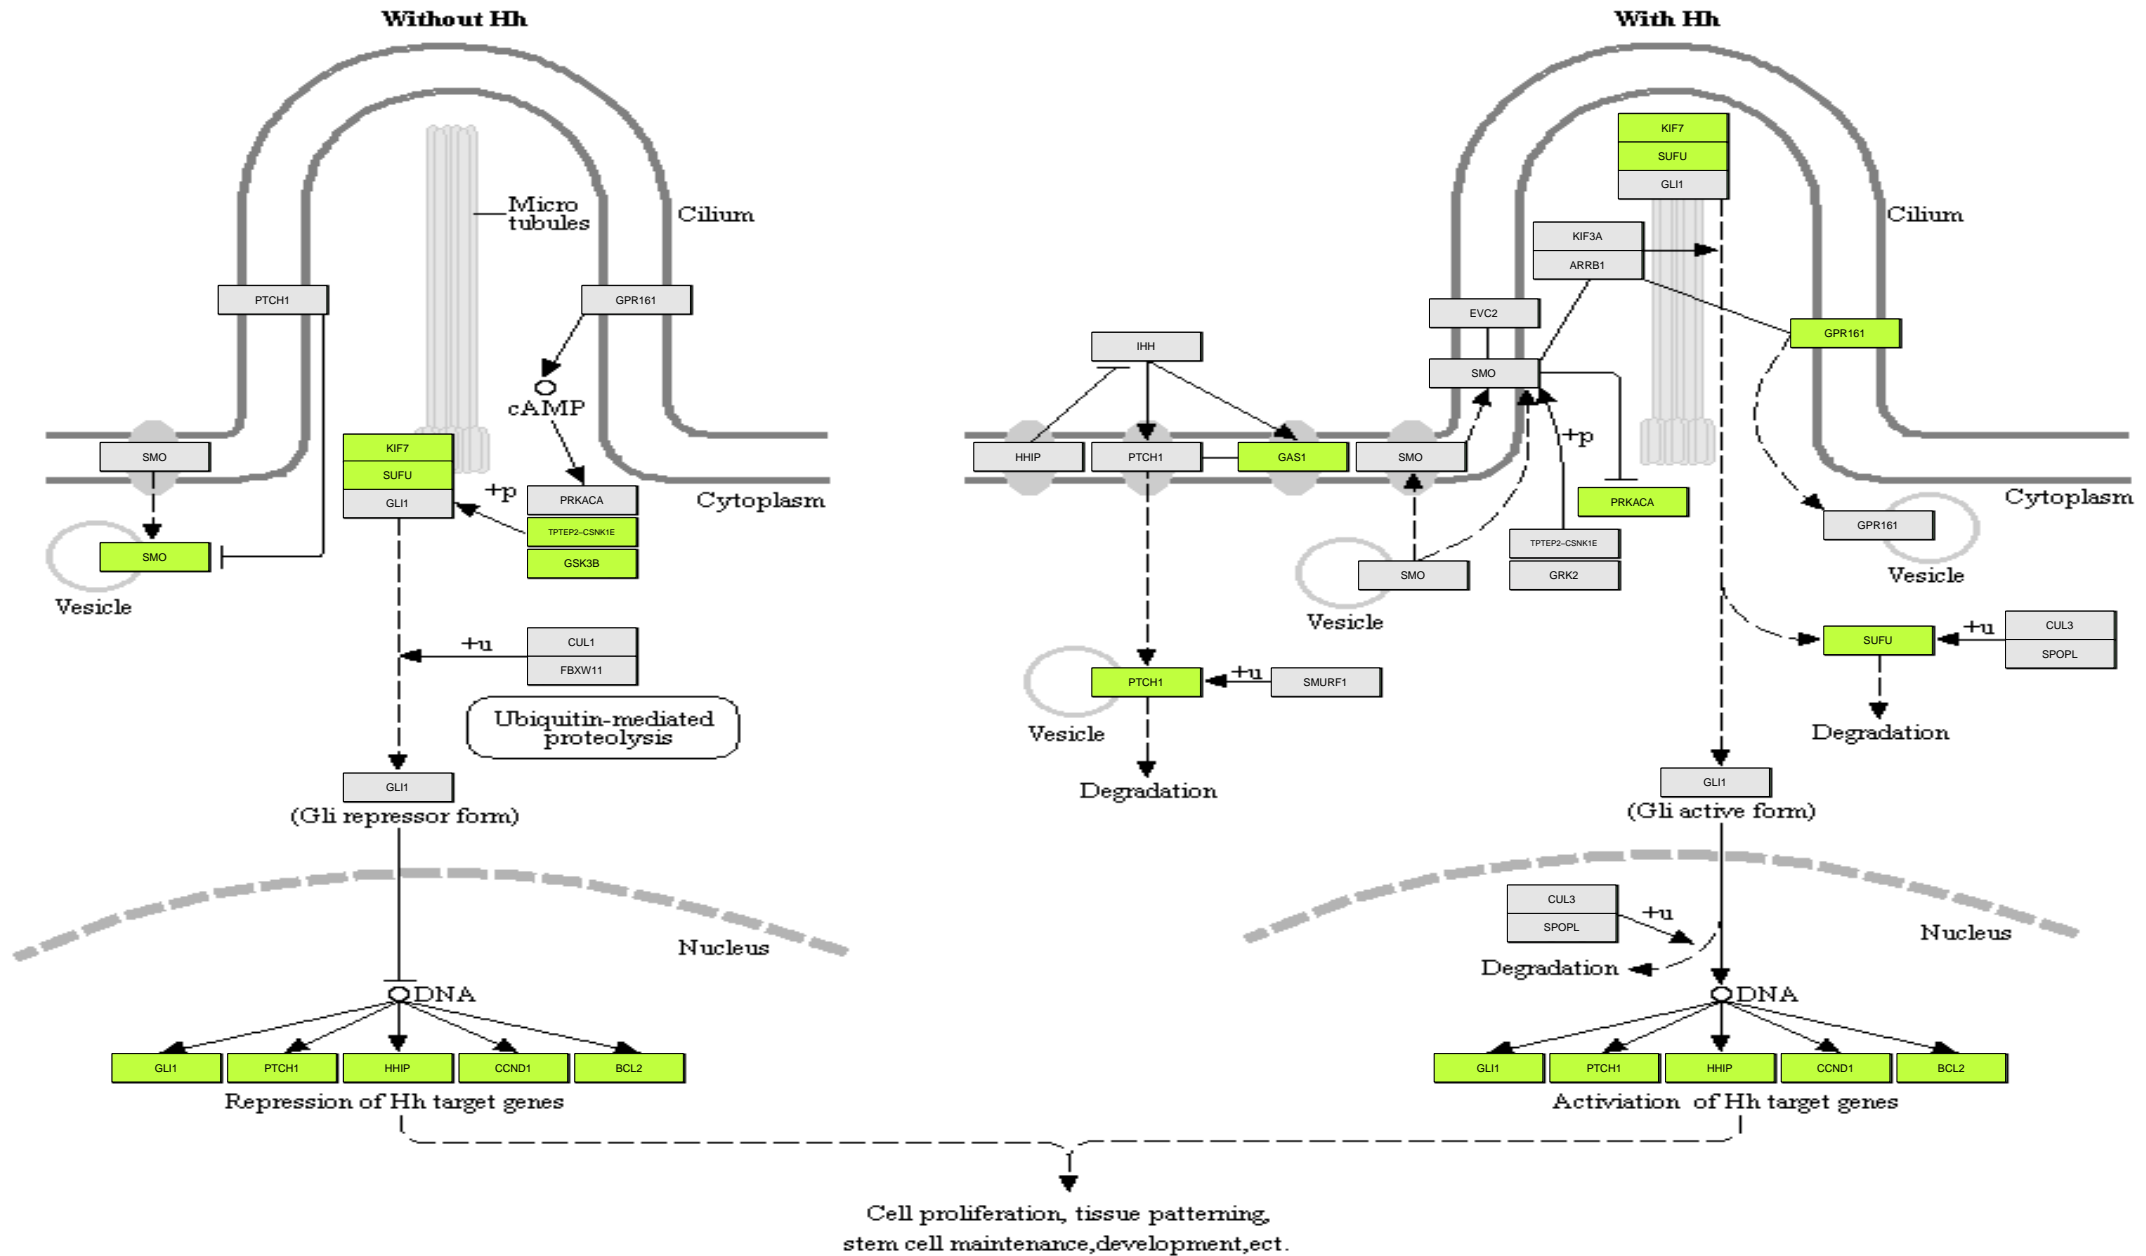 Without Hh
With Hh
KIF7
SUFU
GLI1
Micro
tubules
Cilium
Cilium
KIF3A
ARRB1
PTCH1
GPR161
EVC2
GPR161
IHH
SMO
cAMP
+p
SMO
KIF7
SUFU
GLI1
+p
PRKACA
TPTEP2-CSNK1E
GSK3B
Cytoplasm
HHIP
PTCH1
GAS1
SMO
PRKACA
Cytoplasm
GPR161
Vesicle
SMO
Vesicle
TPTEP2-CSNK1E
GRK2
SMO
Vesicle
+u
CUL1
FBXW11
SUFU
+u
CUL3
SPOPL
PTCH1
+u
SMURF1
Vesicle
Ubiquitin-mediated
proteolysis
Degradation
Degradation
GLI1
(Gli repressor form)
GLI1
(Gli active form)
CUL3
SPOPL
+u
Nucleus
Nucleus
Degradation
DNA
DNA
GLI1
PTCH1
HHIP
CCND1
BCL2
GLI1
PTCH1
HHIP
CCND1
BCL2
Repression of Hh target genes
Activiation of Hh target genes
Cell proliferation, tissue patterning,
stem cell maintenance,development,ect.